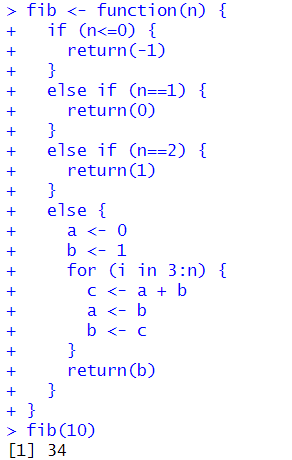 > fib <- function(n) {
+   if (n<=0) {
+     return(-1)
+   }
+   else if (n==1) {
+     return(0)
+   }
+   else if (n==2) {
+     return(1)
+   }
+   else {
+     a <- 0
+     b <- 1
+     for (i in 3:n) {
+       c <- a + b
+       a <- b
+       b <- c
+     }
+     return(b)
+   }
+ }
> fib(10)
[1] 34